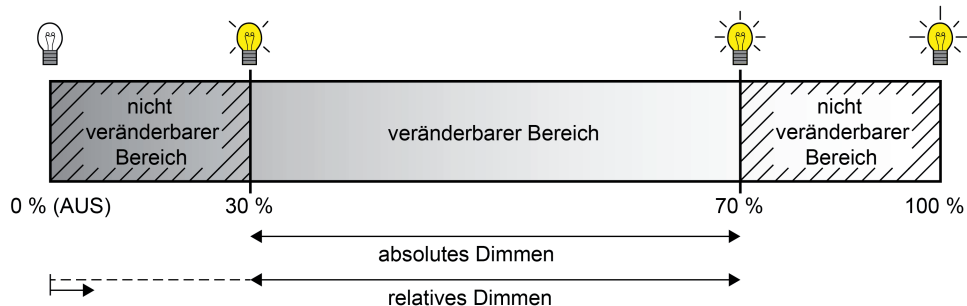 nicht
veränderbarer
Bereich
veränderbarer Bereich
nicht
veränderbarer
Bereich
0 % (AUS)
30 %
70 %
100 %
absolutes Dimmen
relatives Dimmen